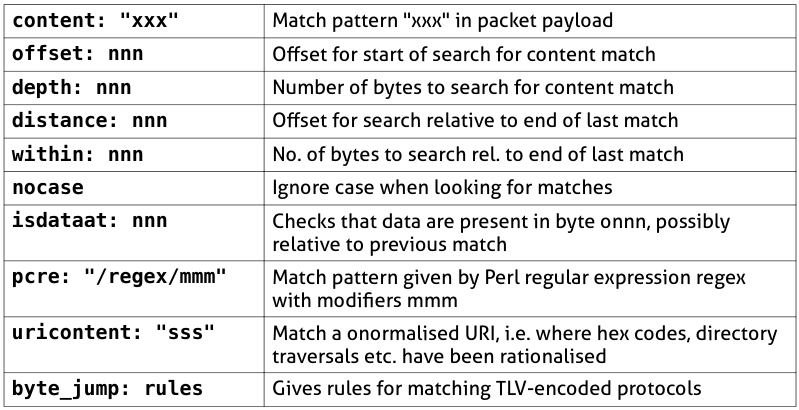 content: "xxx" Match pattern "xxx" in packet payload
offset: nnn Offset for start of search for content match
depth: nnn Number of bytes to search for content match
distance: nnn Offset for search relative to end of last match
within: nnn No. of bytes to search rel. to end of last match
nocase Ignore case when looking for matches
isdataat: nnn Checks that data are present in byte onnn, possibly
relative to previous match
pcre: "/regex/mmm" Match pattern given by Perl regular expression regex
with modifiers mmm
uricontent: "sss" Match a onormalised URI, i.e. where hex codes, directory
traversals etc. have been rationalised
byte_jump: rules Gives rules for matching TLV-encoded protocols